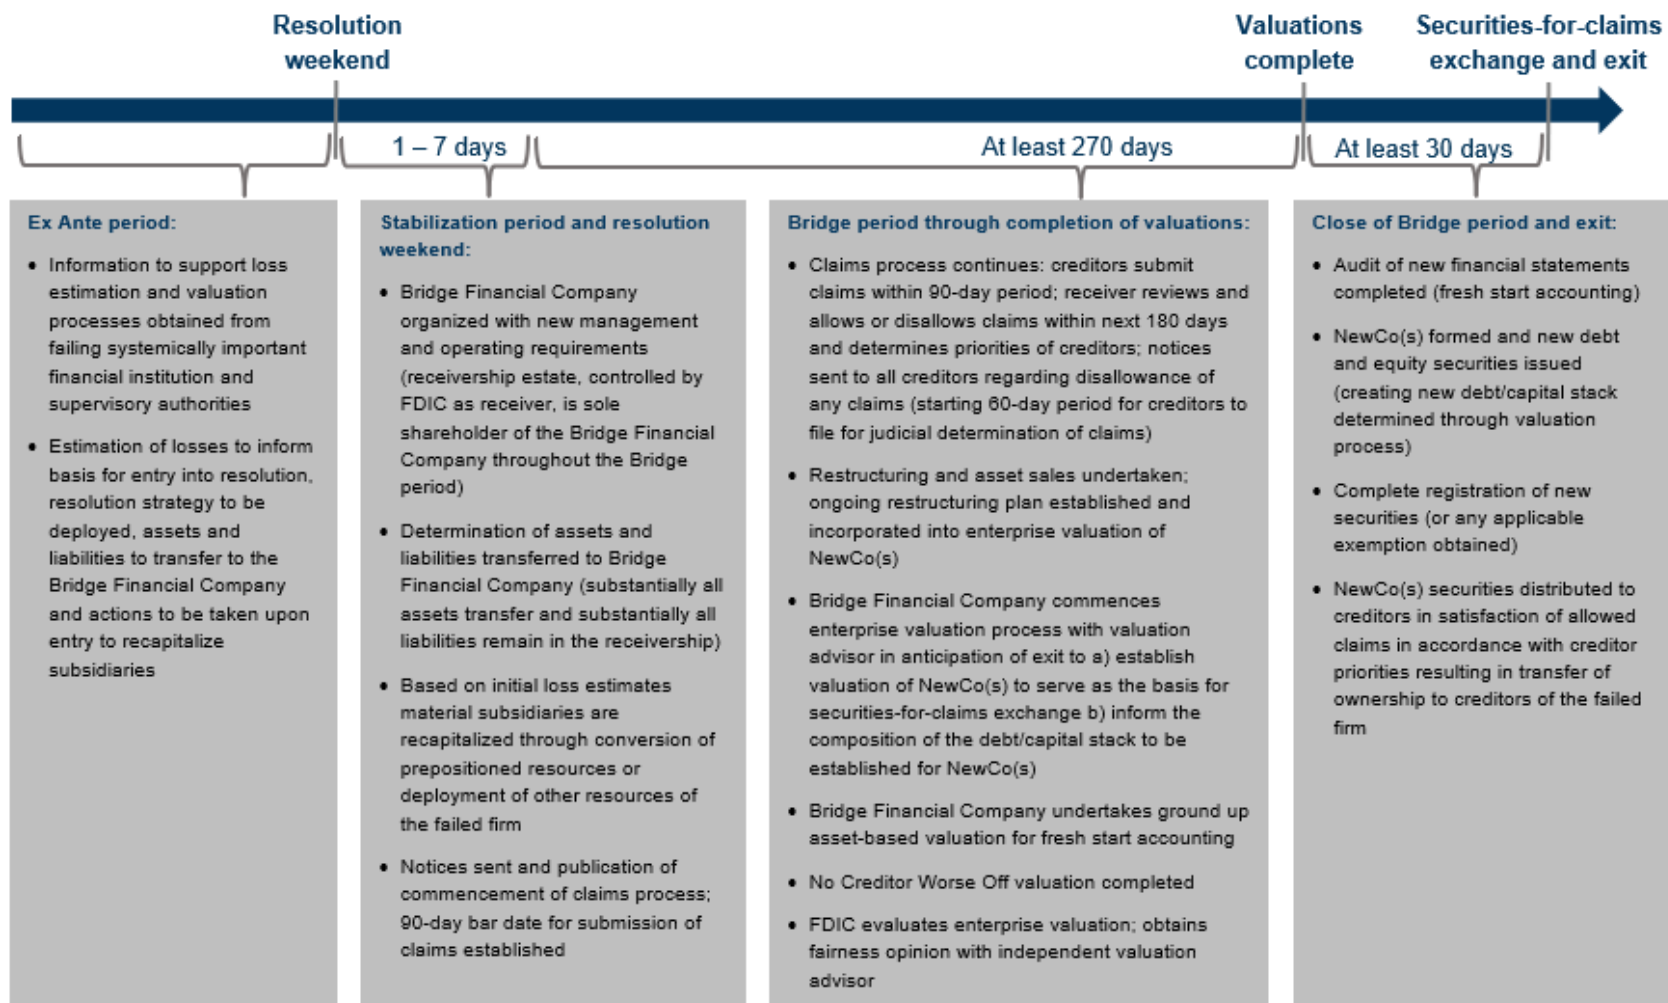 Resolution
weekend
Valuations
complete
Securities-for-claims
exchange and exit
1 – 7 days
At least 270 days
At least 30 days
Ex Ante period:
• Information to support loss
estimation and valuation
processes obtained from
failing systemically important
financial institution and
supervisory authorities
• Estimation of losses to inform
basis for entry into resolution,
resolution strategy to be
deployed, assets and
liabilities to transfer to the
Bridge Financial Company
and actions to be taken upon
entry to recapitalize
subsidiaries
Stabilization period and resolution
weekend:
• Bridge Financial Company
organized with new management
and operating requirements
(receivership estate, controlled by
FDIC as receiver, is sole
shareholder of the Bridge Financial
Company throughout the Bridge
period)
• Determination of assets and
liabilities transferred to Bridge
Financial Company (substantially all
assets transfer and substantially all
liabilities remain in the receivership)
• Based on initial loss estimates
material subsidiaries are
recapitalized through conversion of
prepositioned resources or
deployment of other resources of
the failed firm
• Notices sent and publication of
commencement of claims process;
90-day bar date for submission of
claims established
Bridge period through completion of valuations:
• Claims process continues: creditors submit
claims within 90-day period; receiver reviews and
allows or disallows claims within next 180 days
and determines priorities of creditors; notices
sent to all creditors regarding disallowance of
any claims (starting 60-day period for creditors to
file for judicial determination of claims)
• Restructuring and asset sales undertaken;
ongoing restructuring plan established and
incorporated into enterprise valuation of
NewCo(s)
• Bridge Financial Company commences
enterprise valuation process with valuation
advisor in anticipation of exit to a) establish
valuation of NewCo(s) to serve as the basis for
securities-for-claims exchange b) inform the
composition of the debt/capital stack to be
established for NewCo(s)
• Bridge Financial Company undertakes ground up
asset-based valuation for fresh start accounting
• No Creditor Worse Off valuation completed
• FDIC evaluates enterprise valuation; obtains
fairness opinion with independent valuation
advisor
Close of Bridge period and exit:
• Audit of new financial statements
completed (fresh start accounting)
• NewCo(s) formed and new debt
and equity securities issued
(creating new debt/capital stack
determined through valuation
process)
• Complete registration of new
securities (or any applicable
exemption obtained)
• NewCo(s) securities distributed to
creditors in satisfaction of allowed
claims in accordance with creditor
priorities resulting in transfer of
ownership to creditors of the failed
firm